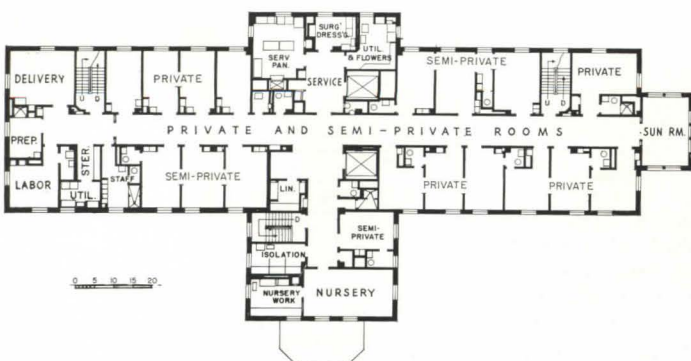 SURG'
DRESS'G
SERV
PAN.
UTIL
& FLOWERS
SERVICE
DELIVERY
U
D
PRIVATE
SEMI-PRIVATE
PRIVATE
U
D
PREP.
PRIVATE AND SEMI-PRIVATE ROOMS
SUN RM.
STER.
LABOR
UTIL.
STAFF
SEMI-PRIVATE
LIN.
PRIVATE
PRIVATE
D
SEMI-
PRIVATE
ISOLATION
NURSERY
WORK
NURSERY
0 5 10 15 20